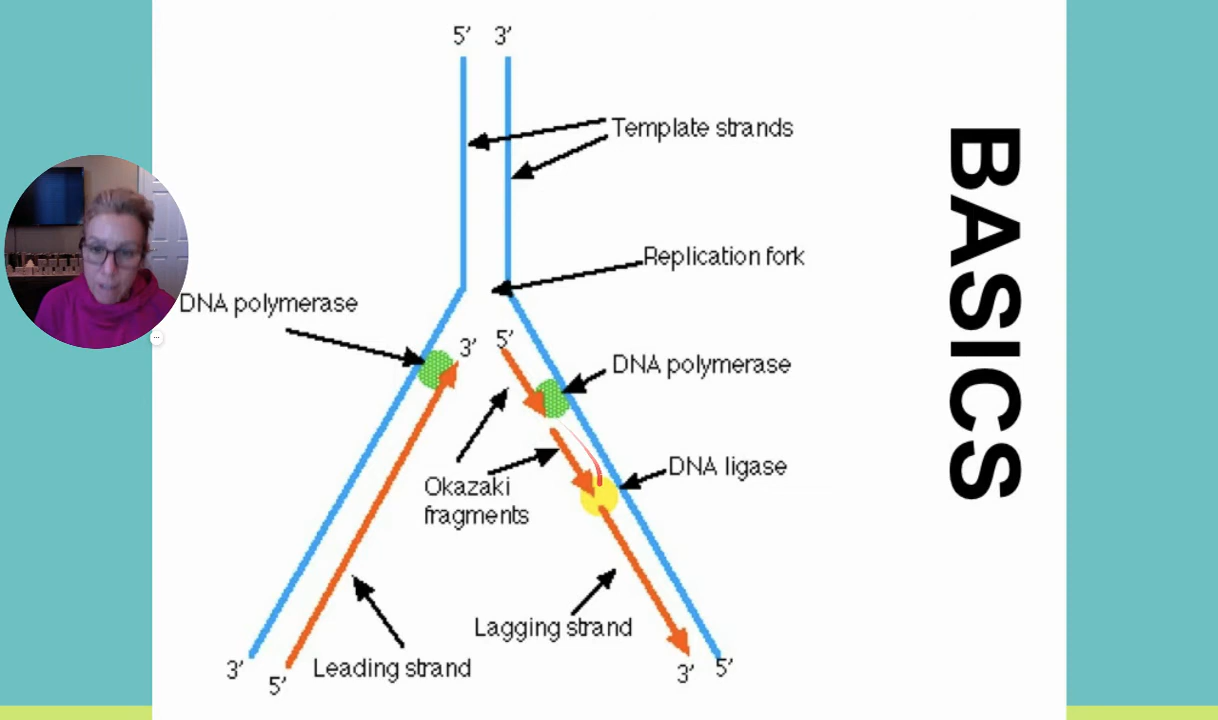 5’ 3’
Template strands
Replication fork
DNA polymerase
3’ 5’
DNA polymerase
DNA ligase
Okazaki
fragments
Lagging strand
Leading strand
3’ 5’
3’ 5’
BASICS